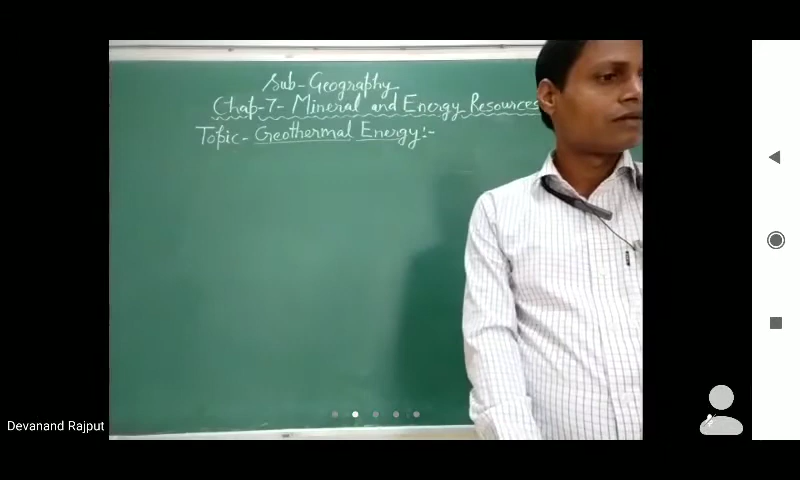 Sub- Geography
Chap-7- Mineral and Energy Resources
Topic- Geothermal Energy:-
Devanand Rajput